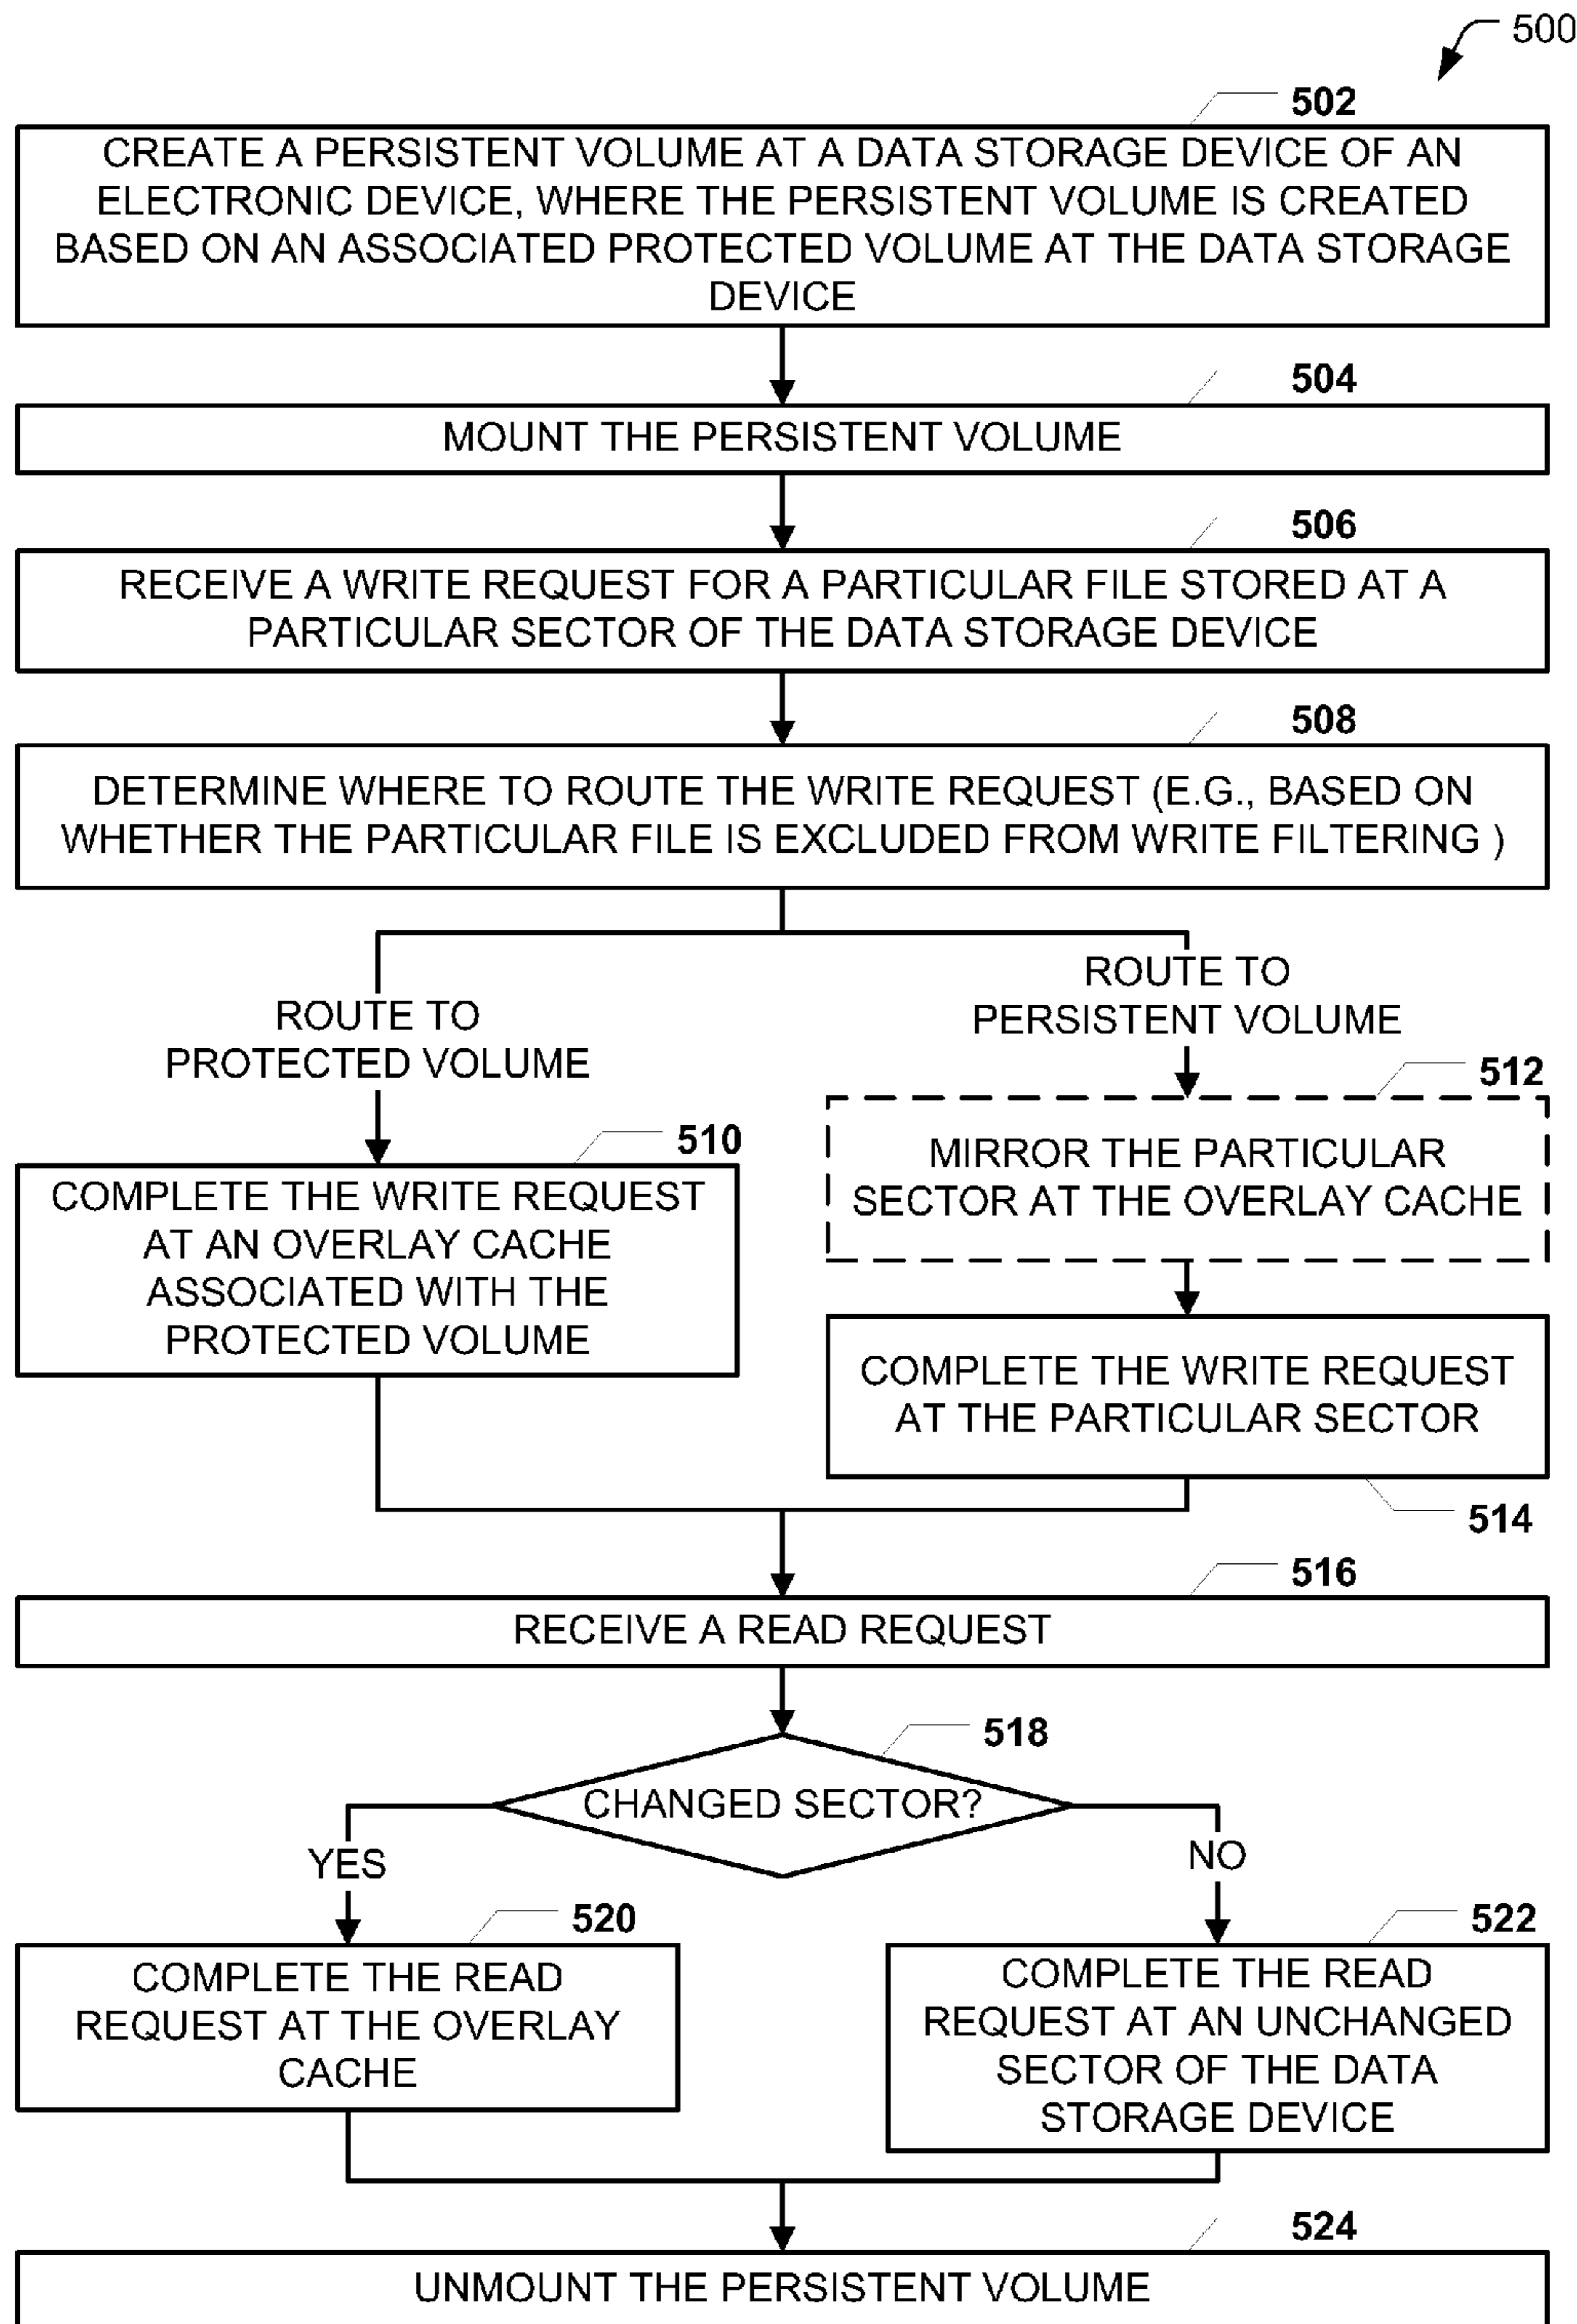 500
502
CREATE A PERSISTENT VOLUME AT A DATA STORAGE DEVICE OF AN
ELECTRONIC DEVICE, WHERE THE PERSISTENT VOLUME IS CREATED
BASED ON AN ASSOCIATED PROTECTED VOLUME AT THE DATA STORAGE
DEVICE
504
MOUNT THE PERSISTENT VOLUME
506
RECEIVE A WRITE REQUEST FOR A PARTICULAR FILE STORED AT A
PARTICULAR SECTOR OF THE DATA STORAGE DEVICE
508
DETERMINE WHERE TO ROUTE THE WRITE REQUEST (E.G., BASED ON
WHETHER THE PARTICULAR FILE IS EXCLUDED FROM WRITE FILTERING )
ROUTE TO
PROTECTED VOLUME
510
COMPLETE THE WRITE REQUEST
AT AN OVERLAY CACHE
ASSOCIATED WITH THE
PROTECTED VOLUME
ROUTE TO
PERSISTENT VOLUME
512
MIRROR THE PARTICULAR
SECTOR AT THE OVERLAY CACHE
COMPLETE THE WRITE REQUEST
AT THE PARTICULAR SECTOR
514
516
RECEIVE A READ REQUEST
518
CHANGED SECTOR?
YES
520
COMPLETE THE READ
REQUEST AT THE OVERLAY
CACHE
NO
522
COMPLETE THE READ
REQUEST AT AN UNCHANGED
SECTOR OF THE DATA
STORAGE DEVICE
524
UNMOUNT THE PERSISTENT VOLUME